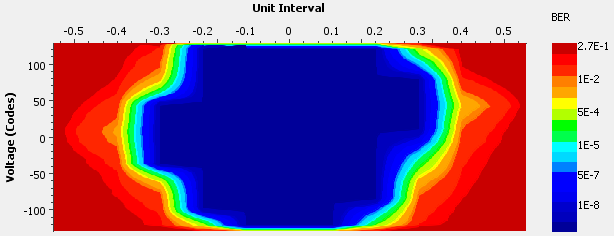 Unit Interval
BER
-0.5 -0.4 -0.3 -0.2 -0.1 0 0.1 0.2 0.3 0.4 0.5
2.7E-1
100
1E-2
50
5E-4
Voltage (Codes)
0
1E-5
-50
5E-7
-100
1E-8